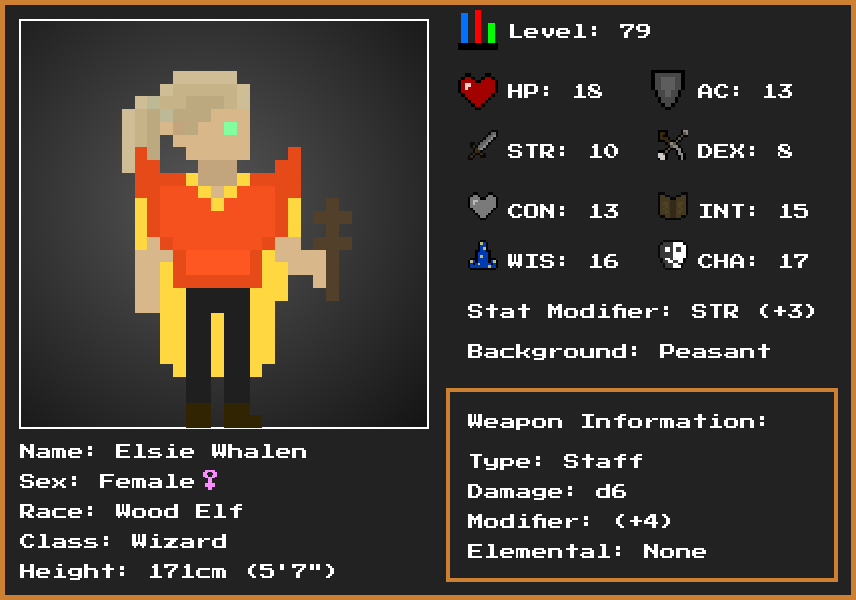 Level: 79
HP: 18 AC: 13
STR: 10 DEX: 8
CON: 13 INT: 15
WIS: 16 CHA: 17
Stat Modifier: STR (+3)
Background: Peasant
Weapon Information:
Type: Staff
Damage: d6
Modifier: (+4)
Elemental: None
Name: Elsie Whalen
Sex: Female♀
Race: Wood Elf
Class: Wizard
Height: 171cm (5'7")